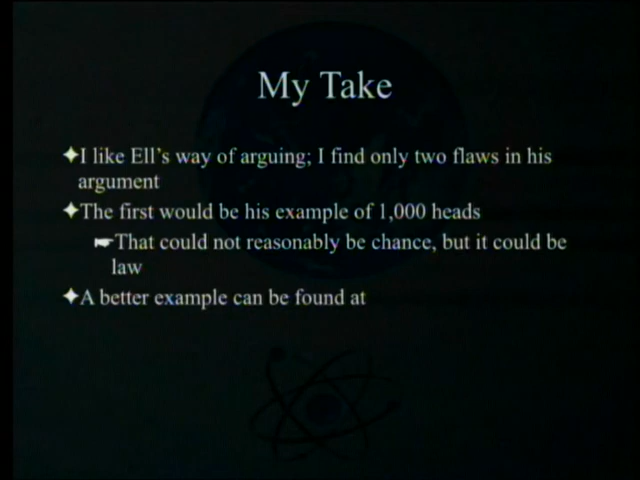 My Take
I like Ell's way of arguing; I find only two flaws in his
argument
The first would be his example of 1,000 heads
That could not reasonably be chance, but it could be
law
A better example can be found at